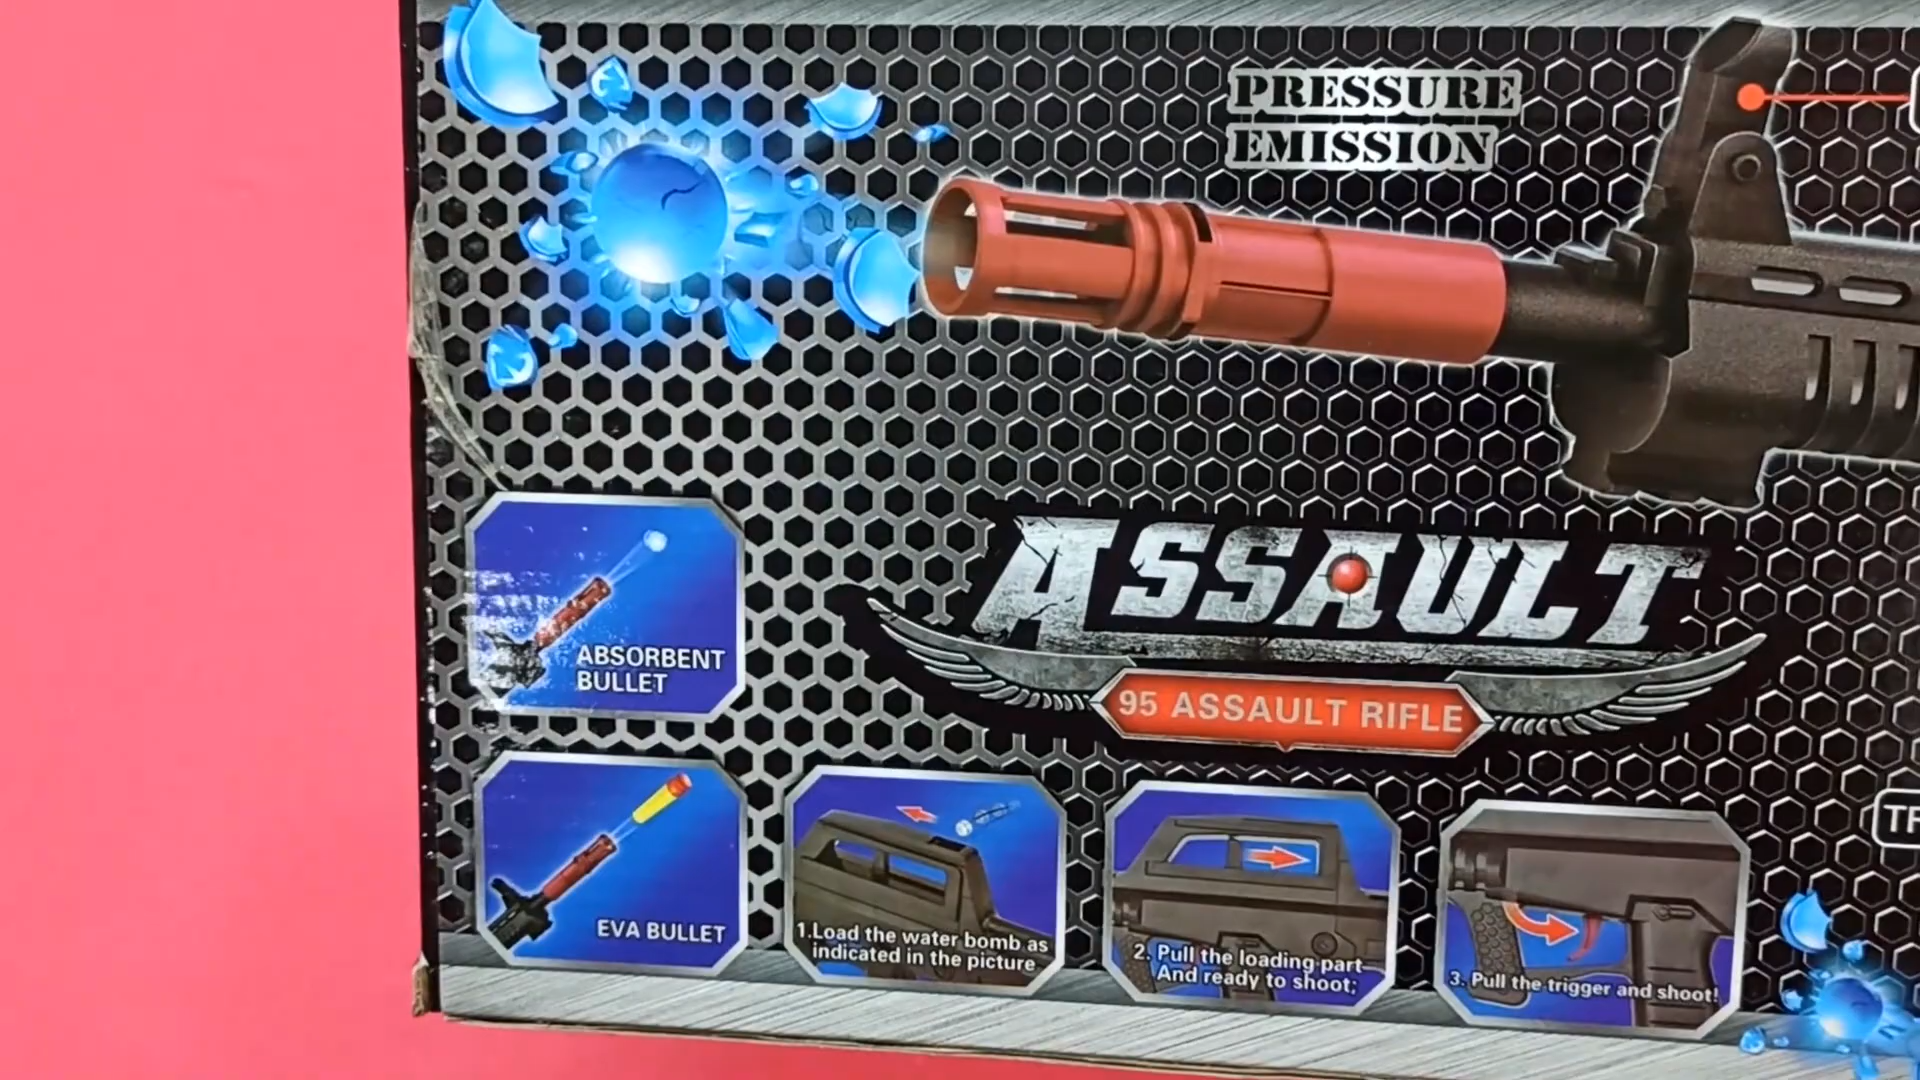 PRESSURE
EMISSION
ASSAULT
95 ASSAULT RIFLE
ABSORBENT
BULLET
EVA BULLET
1.Load the water bomb as
indicated in the picture
2. Pull the loading part
And ready to shoot;
3. Pull the trigger and shoot!